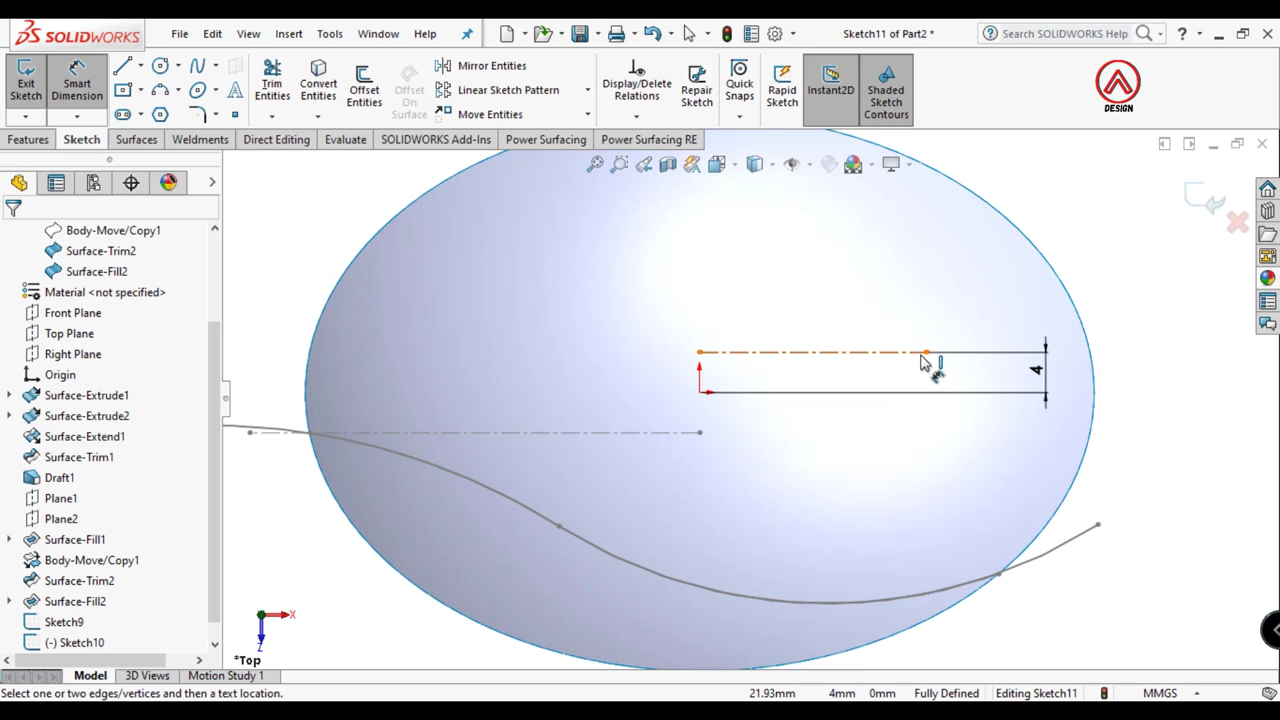 SOLIDWORKS File Edit View Insert Tools Window Help Sketch11 of Part2 * Search SOLIDWORKS Help ?
Exit Sketch
Smart Dimension
Trim Entities
Convert Entities
Offset Entities
Offset On Surface
Mirror Entities
Linear Sketch Pattern
Move Entities
Display/Delete Relations
Repair Sketch
Quick Snaps
Rapid Sketch
Instant2D
Shaded Sketch Contours
DESIGN
Features Sketch Surfaces Weldments Direct Editing Evaluate SOLIDWORKS Add-Ins Power Surfacing Power Surfacing RE
Body-Move/Copy1
Surface-Trim2
Surface-Fill2
Material <not specified>
Front Plane
Top Plane
Right Plane
Origin
Surface-Extrude1
Surface-Extrude2
Surface-Extend1
Surface-Trim1
Draft1
Plane1
Plane2
Surface-Fill1
Body-Move/Copy1
Surface-Trim2
Surface-Fill2
Sketch9
(-) Sketch10
4
X
Z
*Top
Model 3D Views Motion Study 1
Select one or two edges/vertices and then a text location. 21.93mm 4mm 0mm Fully Defined Editing Sketch11 MMGS